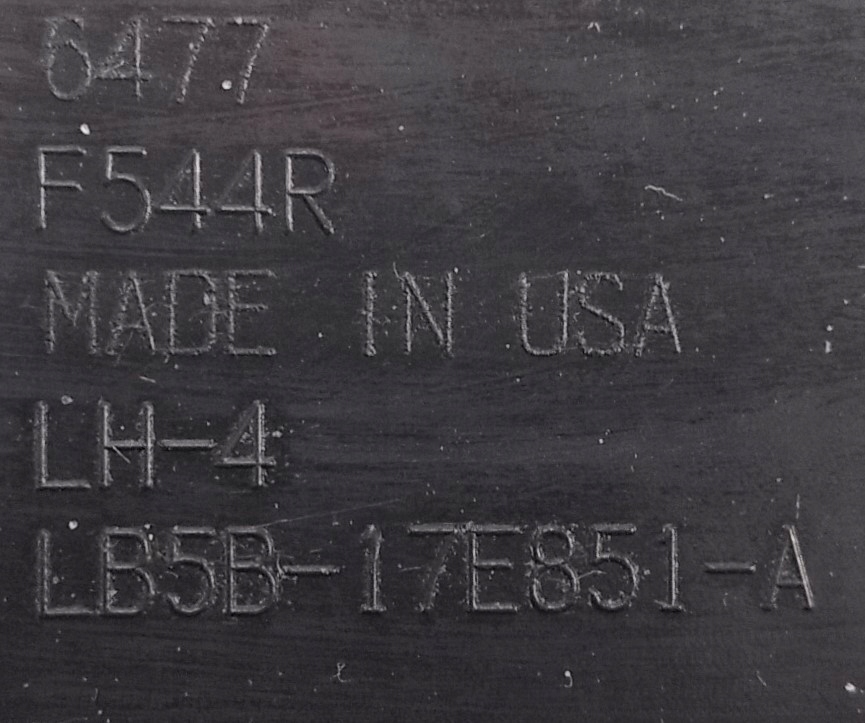 6477
F544R
MADE IN USA
LH-4
LB5B-17E851-A